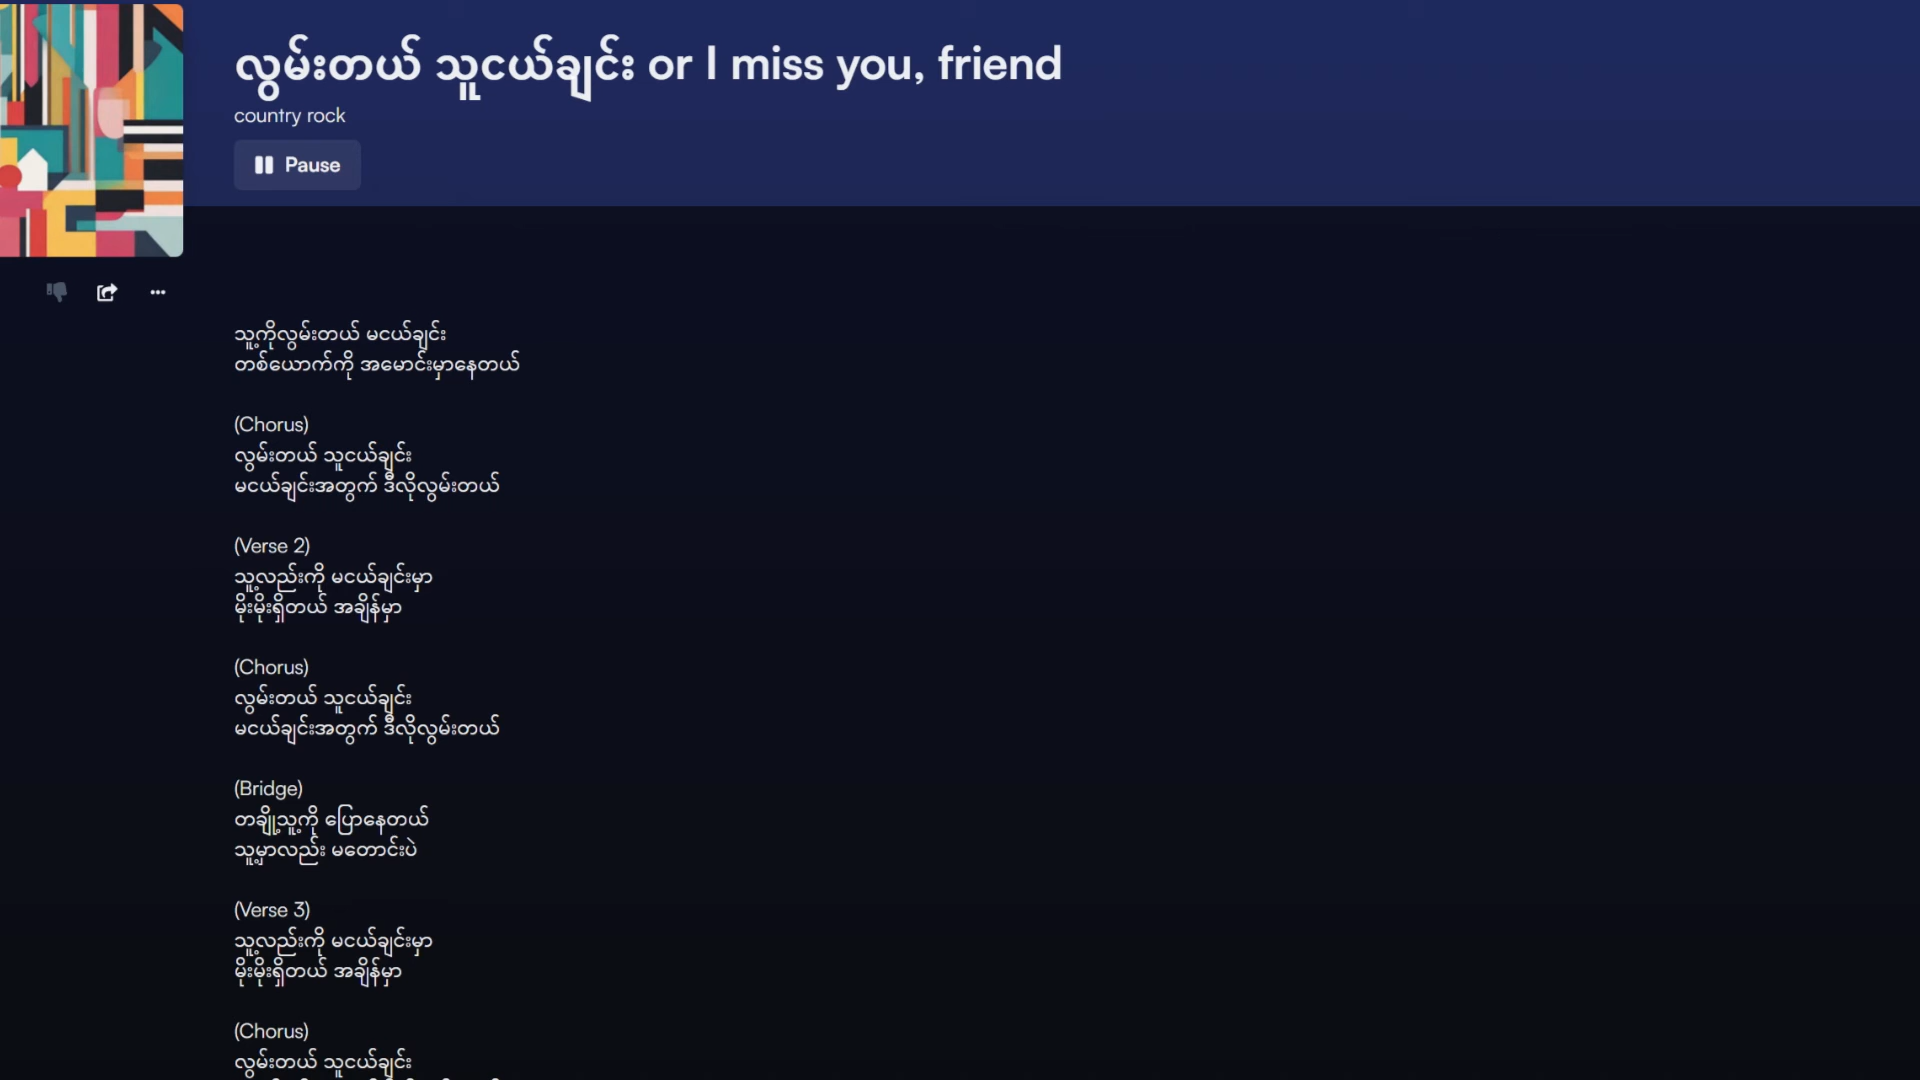 လွမ်းတယ် သူငယ်ချင်း or I miss you, friend
country rock
Pause
သူ့ကိုလွမ်းတယ် မငယ်ချင်း
တစ်ယောက်ကို အမောင်းမှာနေတယ်
(Chorus)
လွမ်းတယ် သူငယ်ချင်း
မငယ်ချင်းအတွက် ဒီလိုလွမ်းတယ်
(Verse 2)
သူ့လည်းကို မငယ်ချင်းမှာ
မိုးမိုးရှိတယ် အချိန်မှာ
(Chorus)
လွမ်းတယ် သူငယ်ချင်း
မငယ်ချင်းအတွက် ဒီလိုလွမ်းတယ်
(Bridge)
တချို့သူ့ကို ပြောနေတယ်
သူ့မှာလည်း မတောင်းပဲ
(Verse 3)
သူ့လည်းကို မငယ်ချင်းမှာ
မိုးမိုးရှိတယ် အချိန်မှာ
(Chorus)
လွမ်းတယ် သူငယ်ချင်း